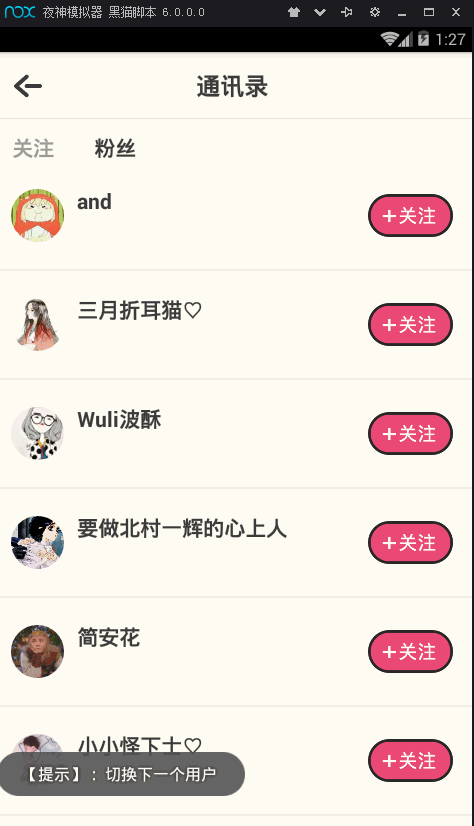 nox 夜神模拟器 黑猫脚本 6.0.0.0
1:27
通讯录
关注 粉丝
and
+关注
三月折耳猫♡
+关注
Wuli波酥
+关注
要做北村一辉的心上人
+关注
简安花
+关注
小小怪下士♡
+关注
【提示】：切换下一个用户